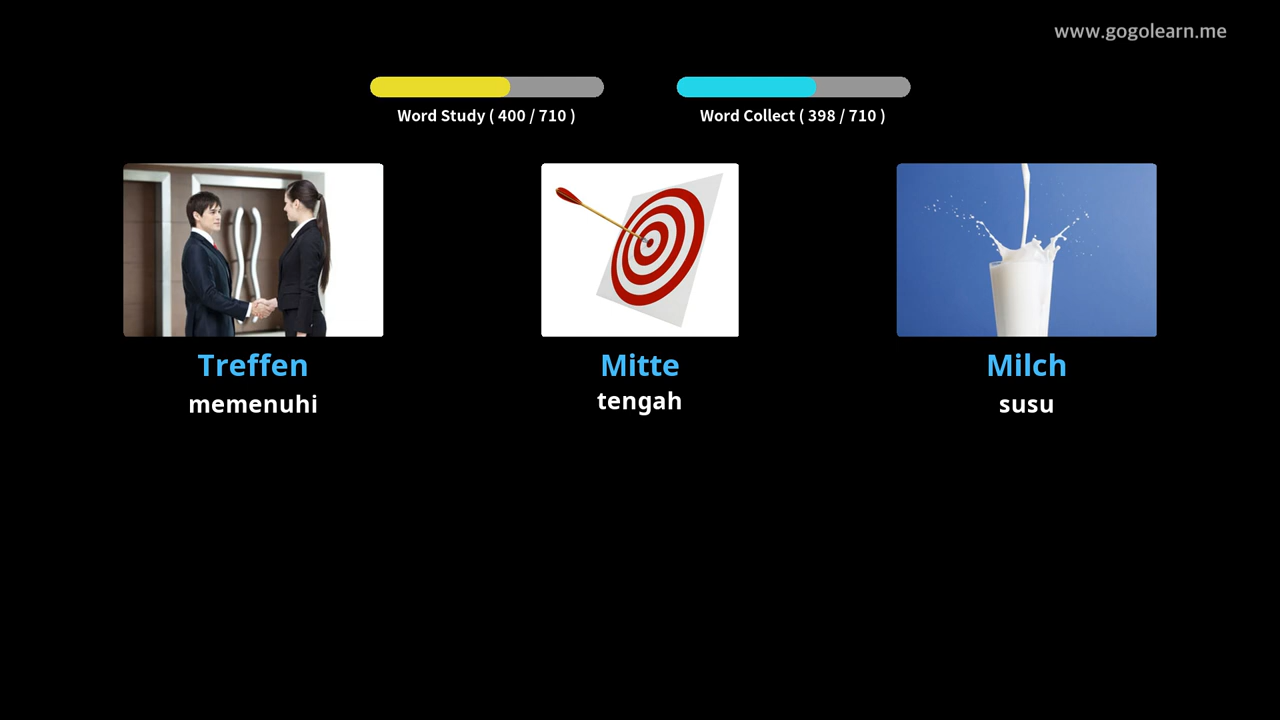 www.gogolearn.me
Word Study ( 400 / 710 )
Word Collect ( 398 / 710 )
Treffen
memenuhi
Mitte
tengah
Milch
susu